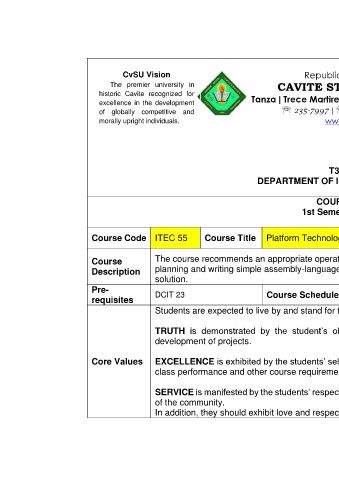 CvSU Vision
The premier university in
historic Cavite recognized for
excellence in the development
of globally competitive and
morally upright individuals.
Republi
CAVITE ST
Tanza | Trece Martire
☏ 235-7997 |
www
T3
DEPARTMENT OF I
COUR
1st Seme
Course Code ITEC 55 Course Title Platform Technolog
Course
Description
The course recommends an appropriate operat
planning and writing simple assembly-language
solution.
Pre-
requisites
DCIT 23 Course Schedule
Core Values
Students are expected to live by and stand for t
TRUTH is demonstrated by the student's ob
development of projects.
EXCELLENCE is exhibited by the students' sel
class performance and other course requireme
SERVICE is manifested by the students' respec
of the community.
In addition, they should exhibit love and respec